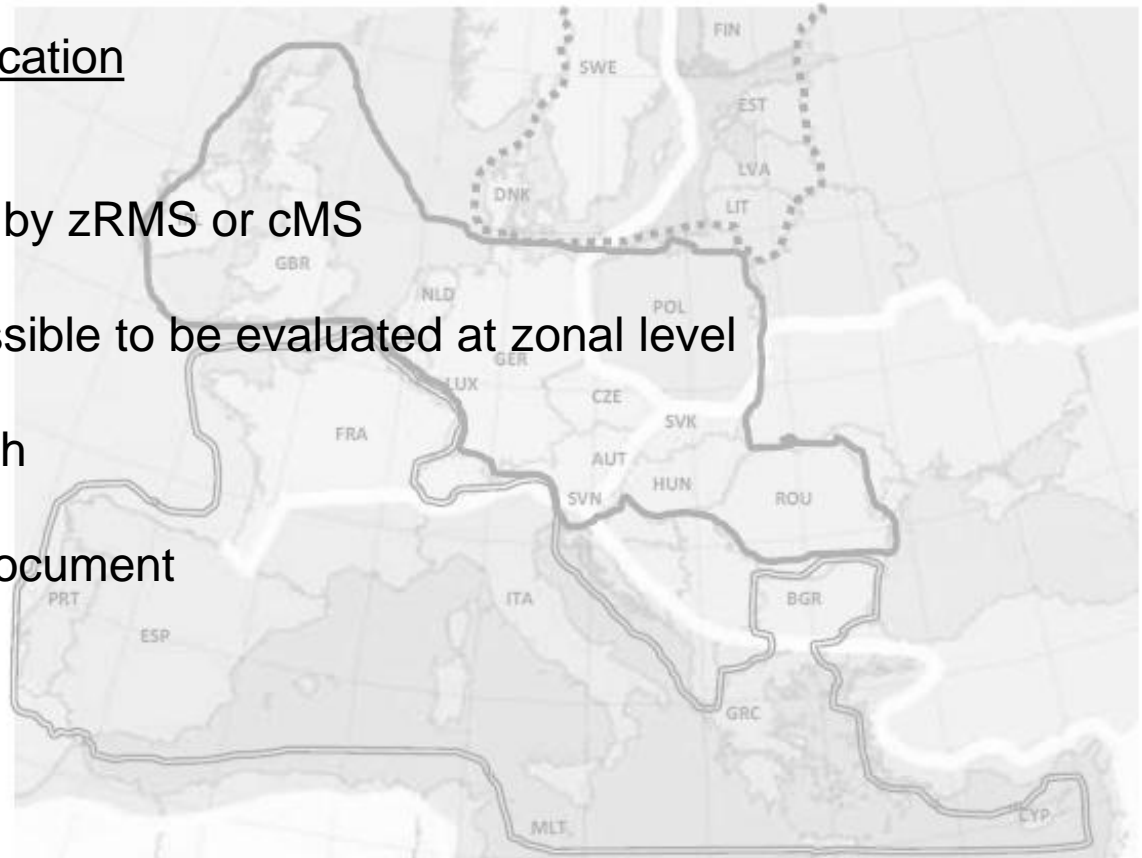 cation
by zRMS or cMS
ssible to be evaluated at zonal level
h
ocument
FIN
SWE
EST
LVA
DNK
LIT
GBR
NLD
POL
GER
LUX
CZE
SVK
FRA
AUT
HUN
SVN
ROU
PRT
ITA
BGR
ESP
GRC
CYP
MLT